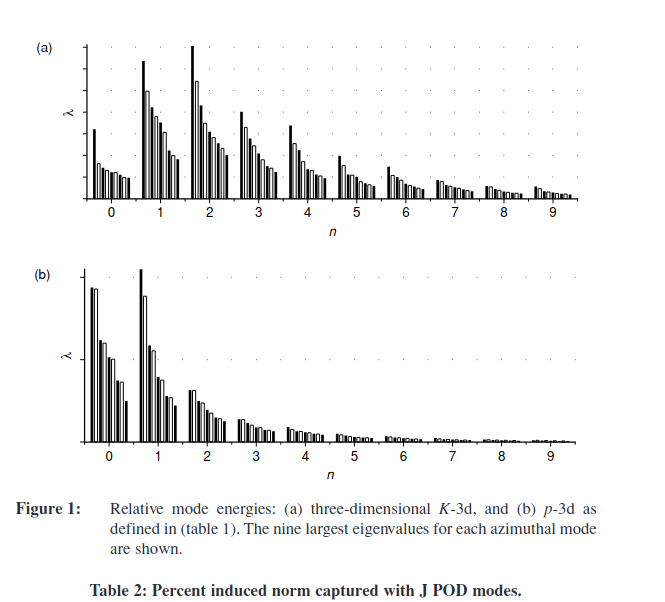 (a)
λ
0 1 2 3 4 5 6 7 8 9
n
(b)
λ
0 1 2 3 4 5 6 7 8 9
n
Figure 1: Relative mode energies: (a) three-dimensional K-3d, and (b) p-3d as
defined in (table 1). The nine largest eigenvalues for each azimuthal mode
are shown.
Table 2: Percent induced norm captured with J POD modes.